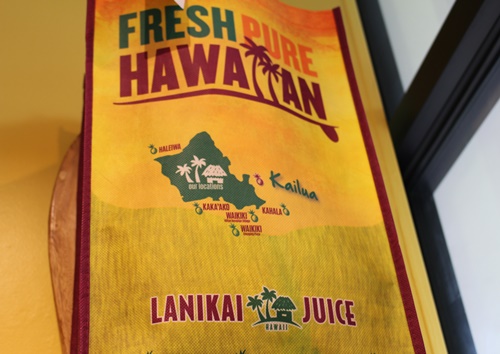 FRESH PURE
HAWAIIAN
HALEIWA
our locations
Kailua
KAKA'AKO
KAHALA
WAIKIKI
WAIKIKI
LANIKAI JUICE
HAWAII